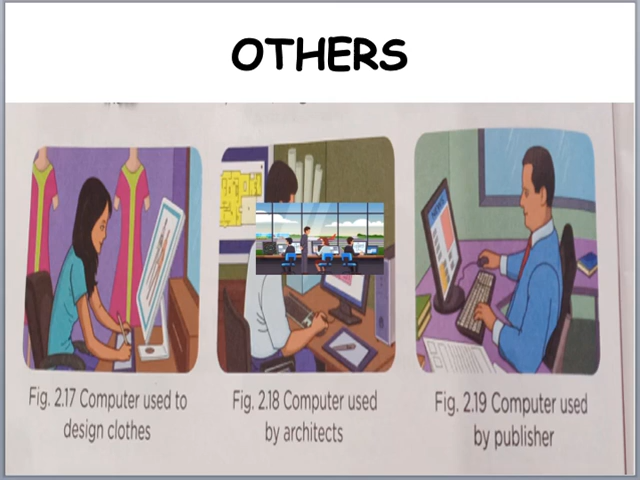 OTHERS
Fig. 2.17 Computer used to
design clothes
Fig. 2.18 Computer used
by architects
Fig. 2.19 Computer used
by publisher